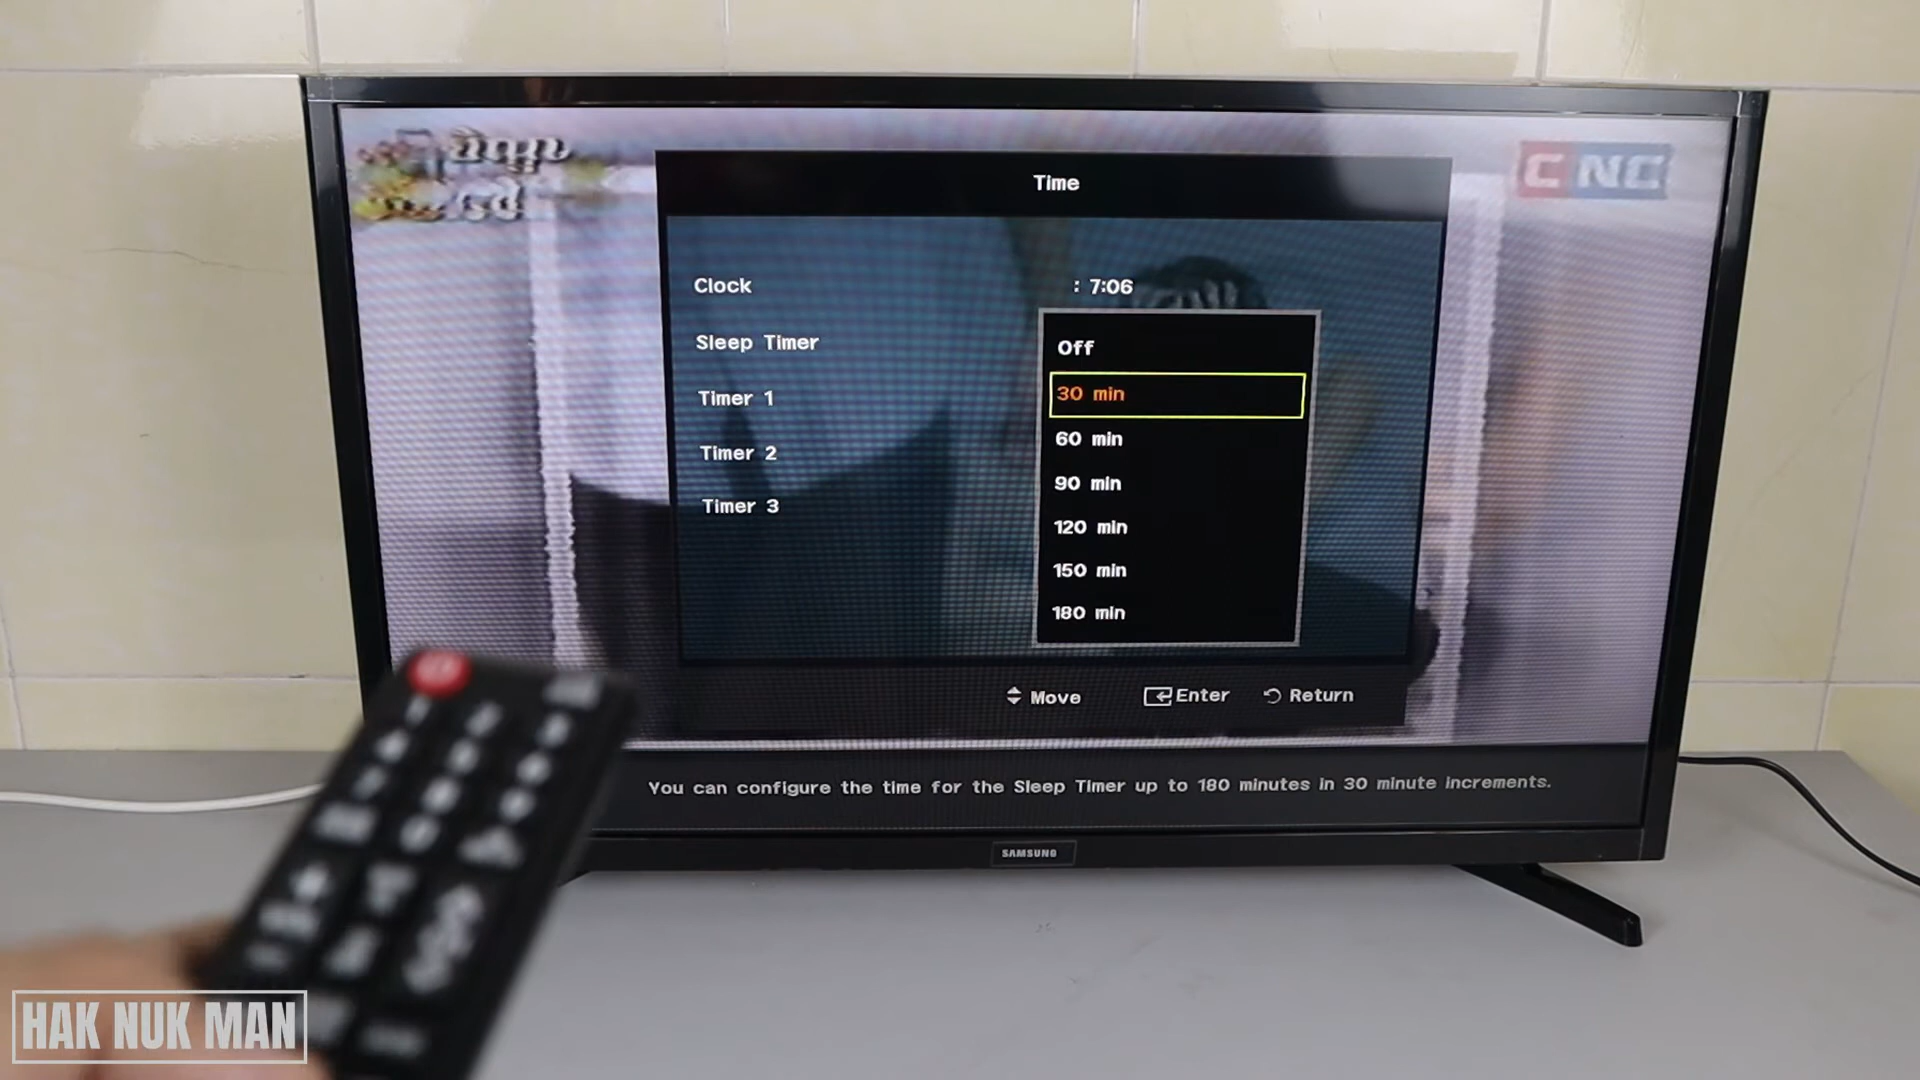 CNC
Time
Clock : 7:06
Sleep Timer
Off
30 min
Timer 1
60 min
Timer 2
90 min
Timer 3
120 min
150 min
180 min
Move Enter Return
You can configure the time for the Sleep Timer up to 180 minutes in 30 minute increments.
SAMSUNG
HAK NUK MAN